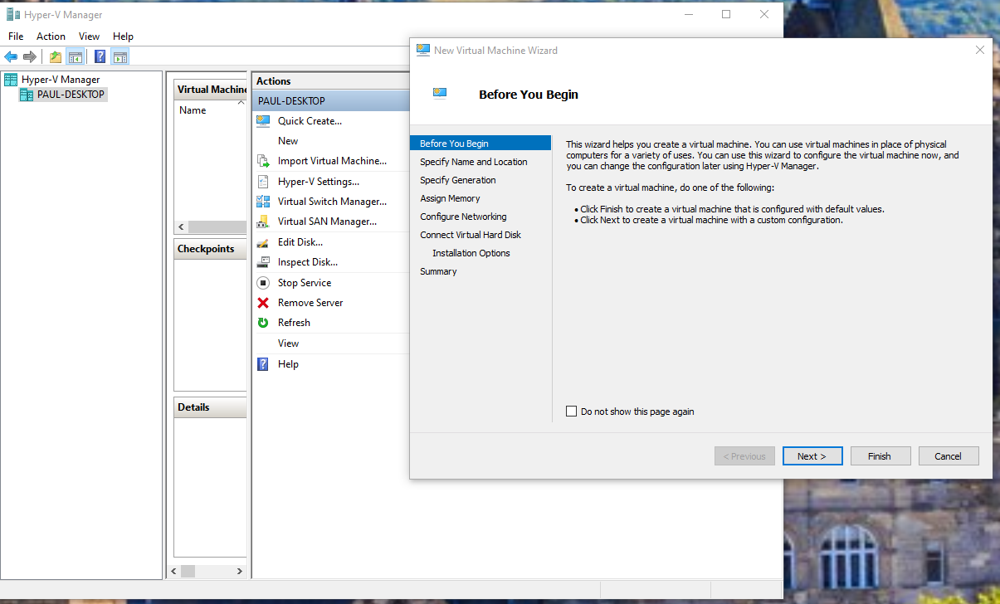 Hyper-V Manager
File Action View Help
Hyper-V Manager
PAUL-DESKTOP
Virtual Machine
Name
Checkpoints
Details
Actions
PAUL-DESKTOP
Quick Create...
New
Import Virtual Machine...
Hyper-V Settings...
Virtual Switch Manager...
Virtual SAN Manager...
Edit Disk...
Inspect Disk...
Stop Service
Remove Server
Refresh
View
Help
New Virtual Machine Wizard
Before You Begin
Before You Begin
Specify Name and Location
Specify Generation
Assign Memory
Configure Networking
Connect Virtual Hard Disk
Installation Options
Summary
This wizard helps you create a virtual machine. You can use virtual machines in place of physical
computers for a variety of uses. You can use this wizard to configure the virtual machine now, and
you can change the configuration later using Hyper-V Manager.
To create a virtual machine, do one of the following:
• Click Finish to create a virtual machine that is configured with default values.
• Click Next to create a virtual machine with a custom configuration.
Do not show this page again
< Previous Next > Finish Cancel